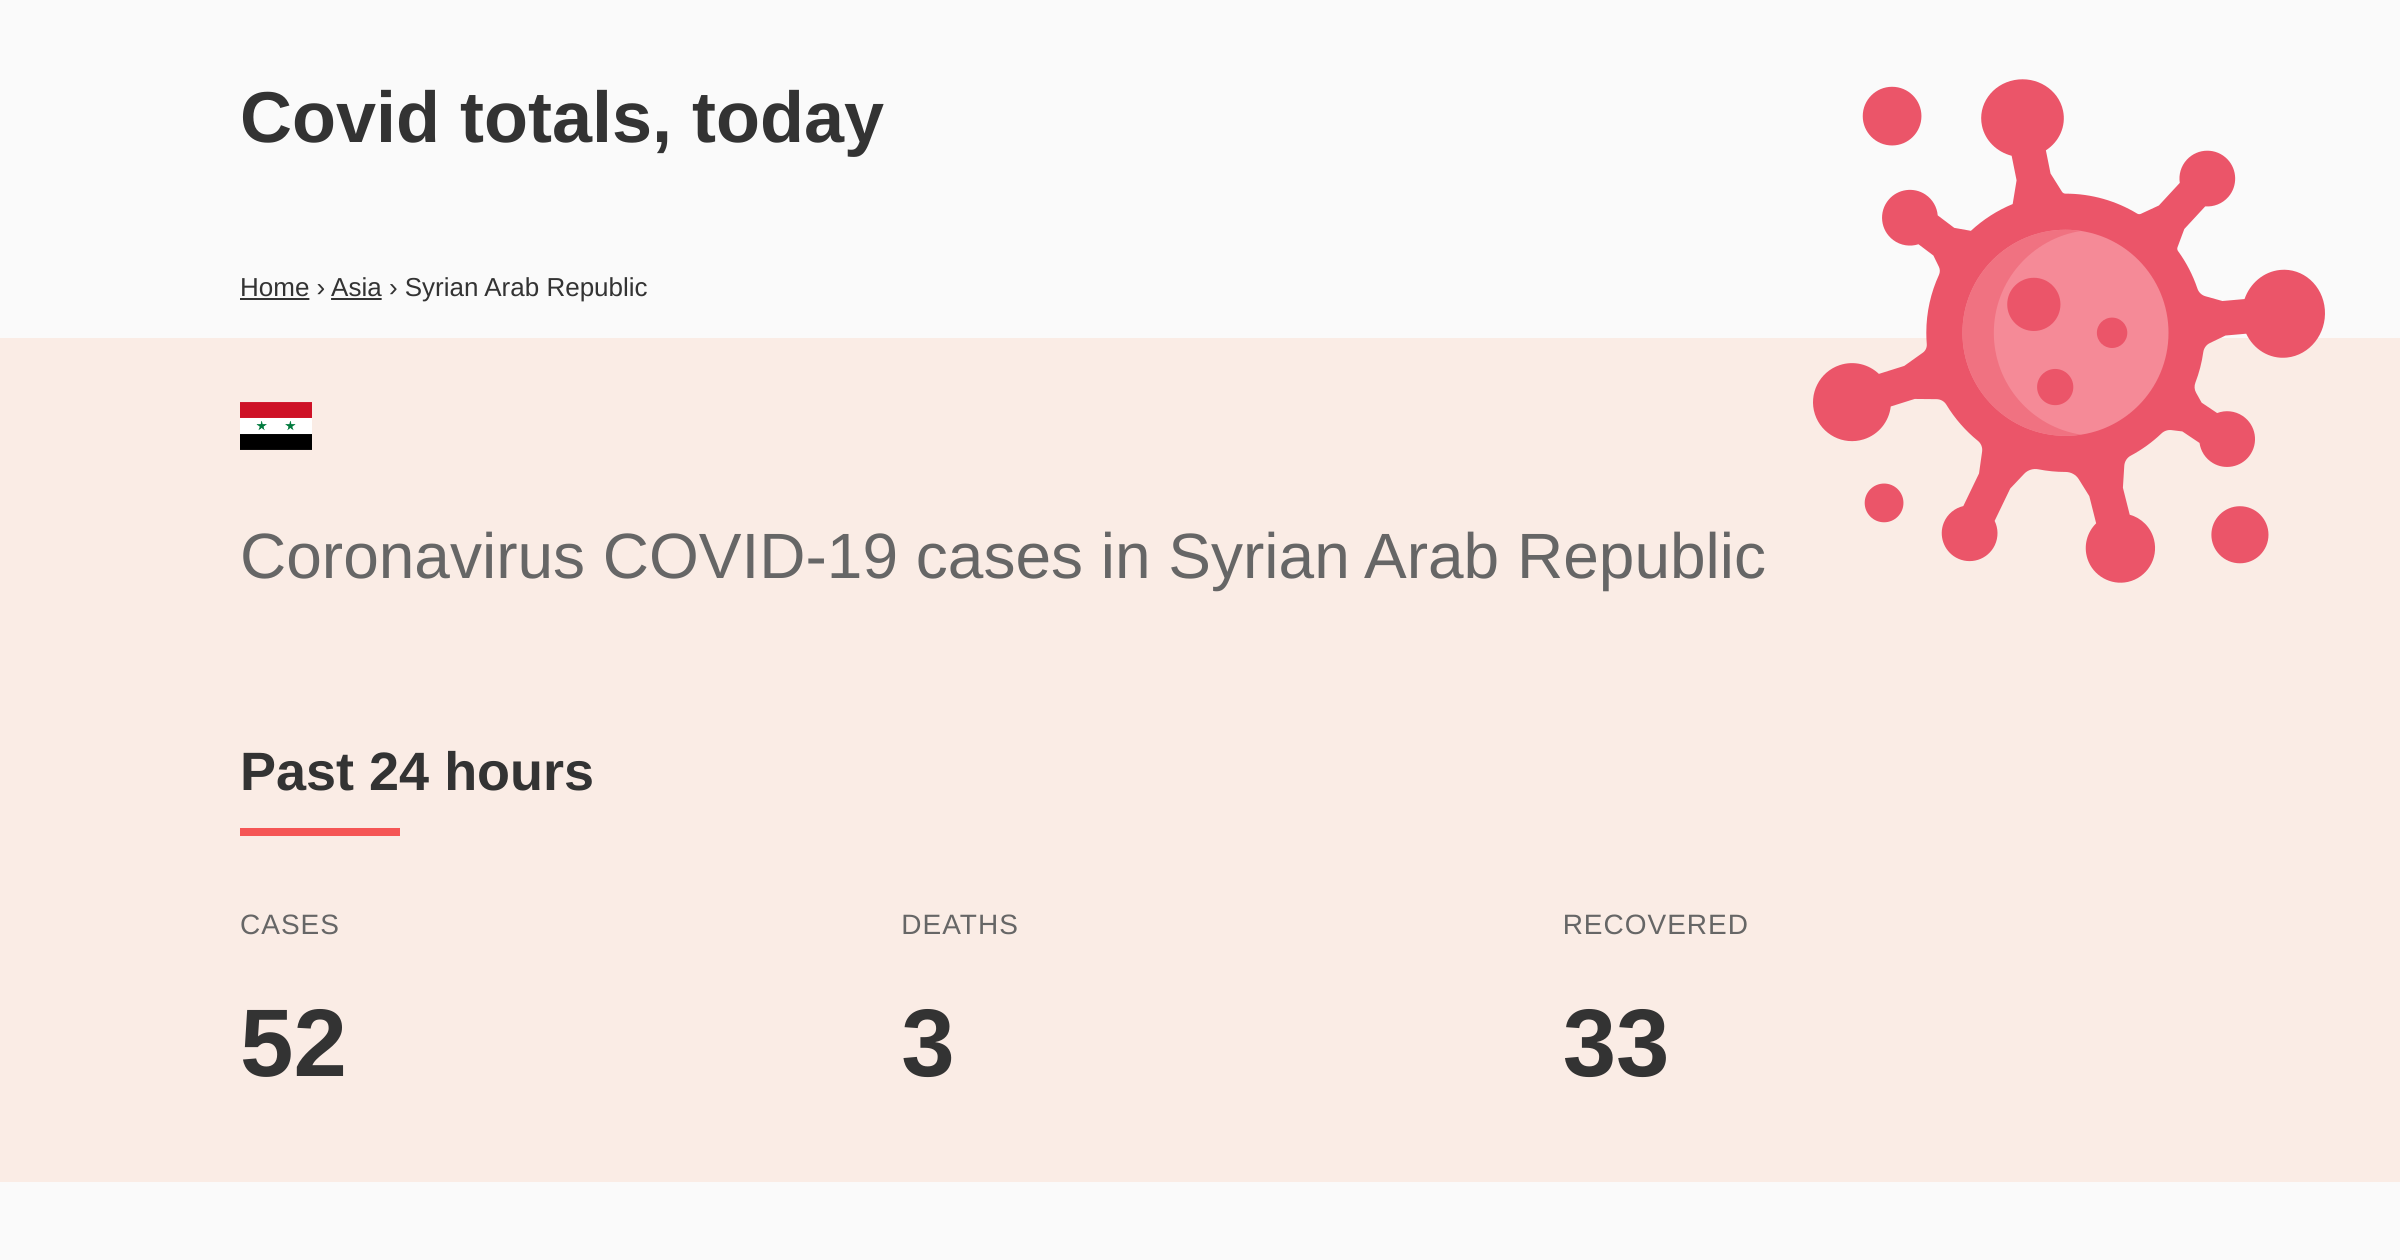 Covid totals, today
Home › Asia › Syrian Arab Republic
Coronavirus COVID-19 cases in Syrian Arab Republic
Past 24 hours
CASES DEATHS RECOVERED
52 3 33